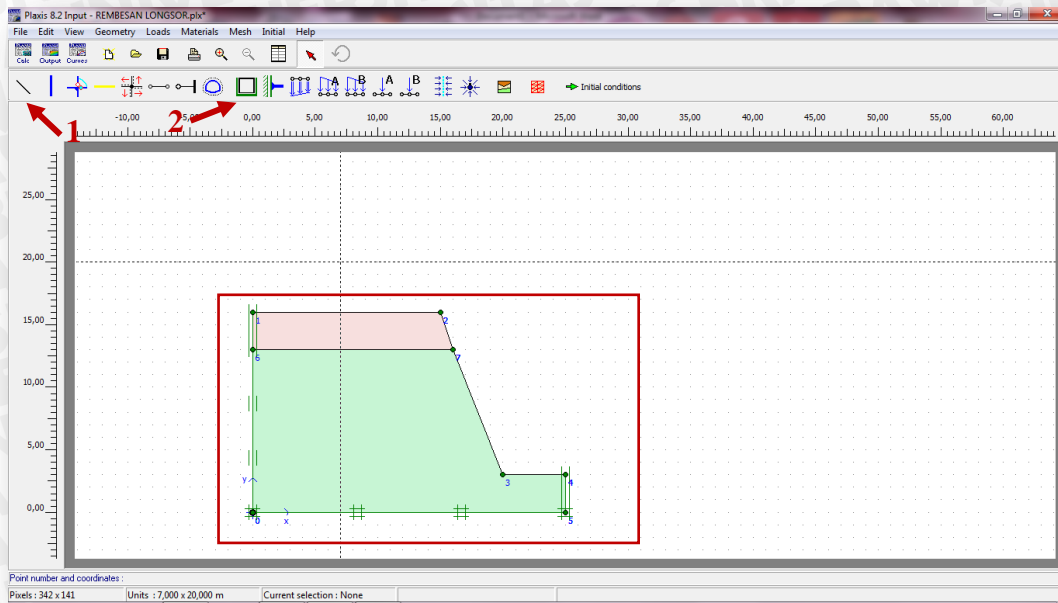 Plaxis 8.2 Input - REMBESAN LONGSOR.plx*
File Edit View Geometry Loads Materials Mesh Initial Help
Calc Output Curves
A B A B Initial conditions
1 2
-10,00 -5,00 0,00 5,00 10,00 15,00 20,00 25,00 30,00 35,00 40,00 45,00 50,00 55,00 60,00
25,00
20,00
15,00
10,00
5,00
0,00
1 2
6 7
3 4
y
0 x 5
Point number and coordinates :
Pixels : 342 x 141 Units : 7,000 x 20,000 m Current selection : None